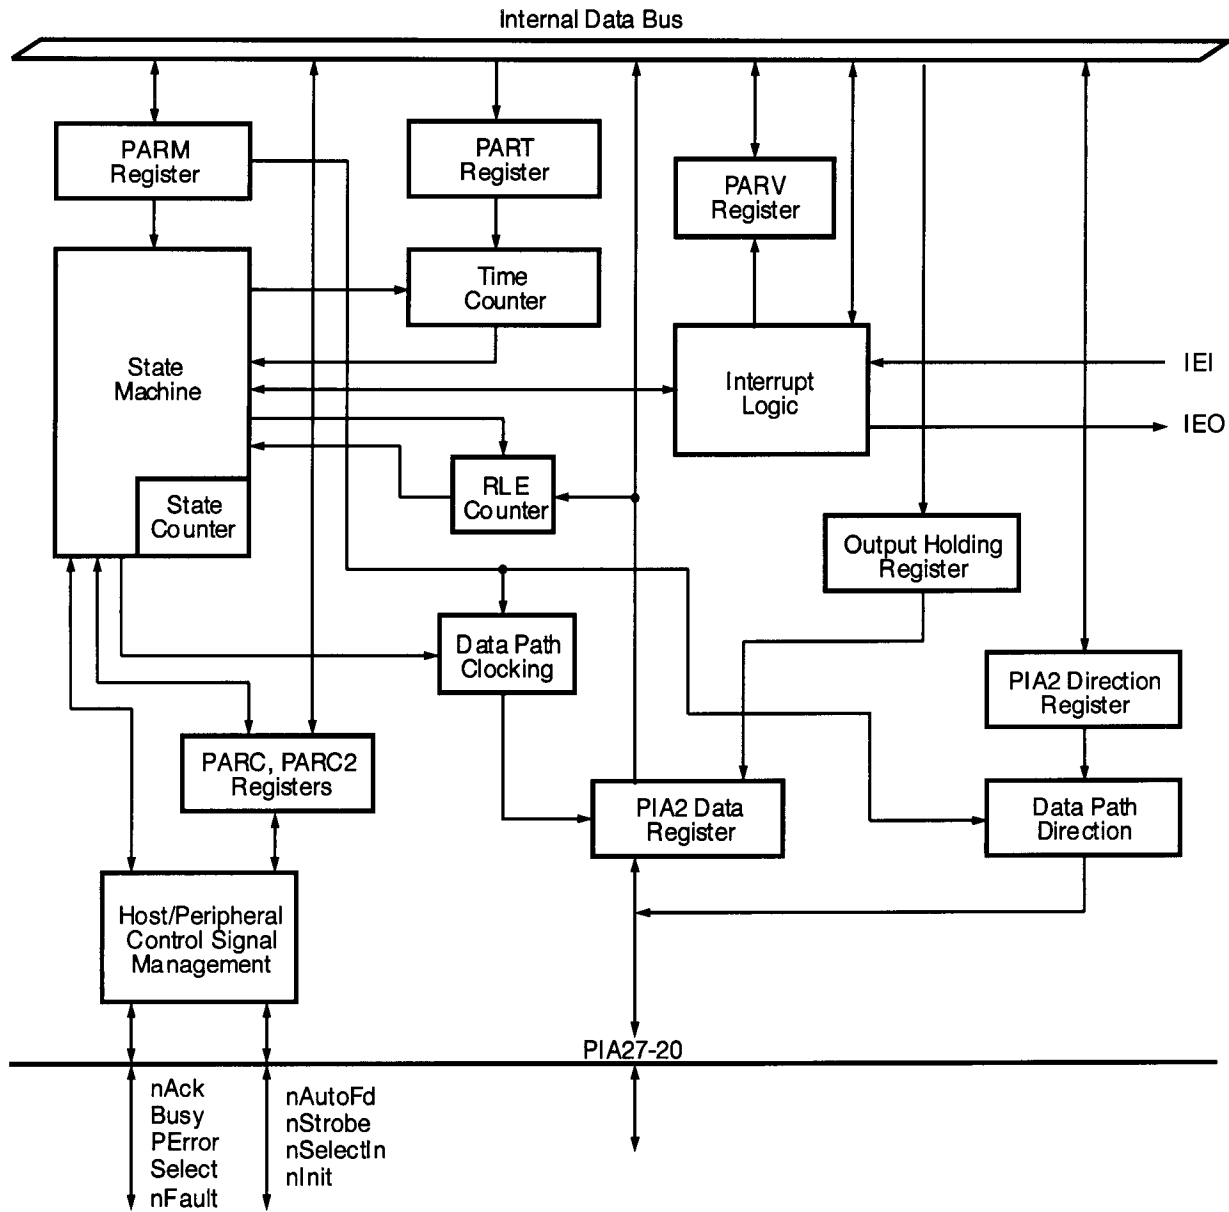 Internal Data Bus
PARM
Register
PART
Register
PARV
Register
Time
Counter
State
Machine
Interrupt
Logic
IEI
IEO
RLE
Counter
State
Counter
Output Holding
Register
Data Path
Clocking
PIA2 Direction
Register
PARC, PARC2
Registers
PIA2 Data
Register
Data Path
Direction
Host/Peripheral
Control Signal
Management
PIA27-20
nAck
Busy
PError
Select
nFault
nAutoFd
nStrobe
nSelectIn
nInit